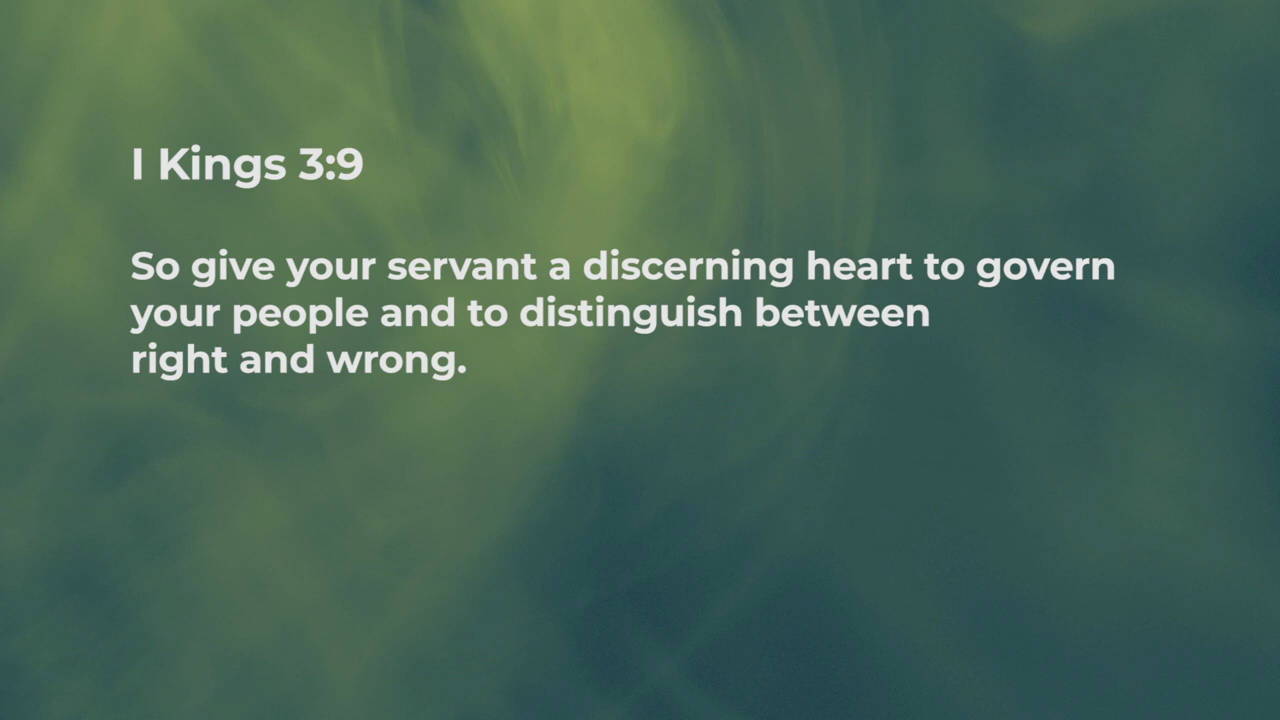 I Kings 3:9
So give your servant a discerning heart to govern
your people and to distinguish between
right and wrong.